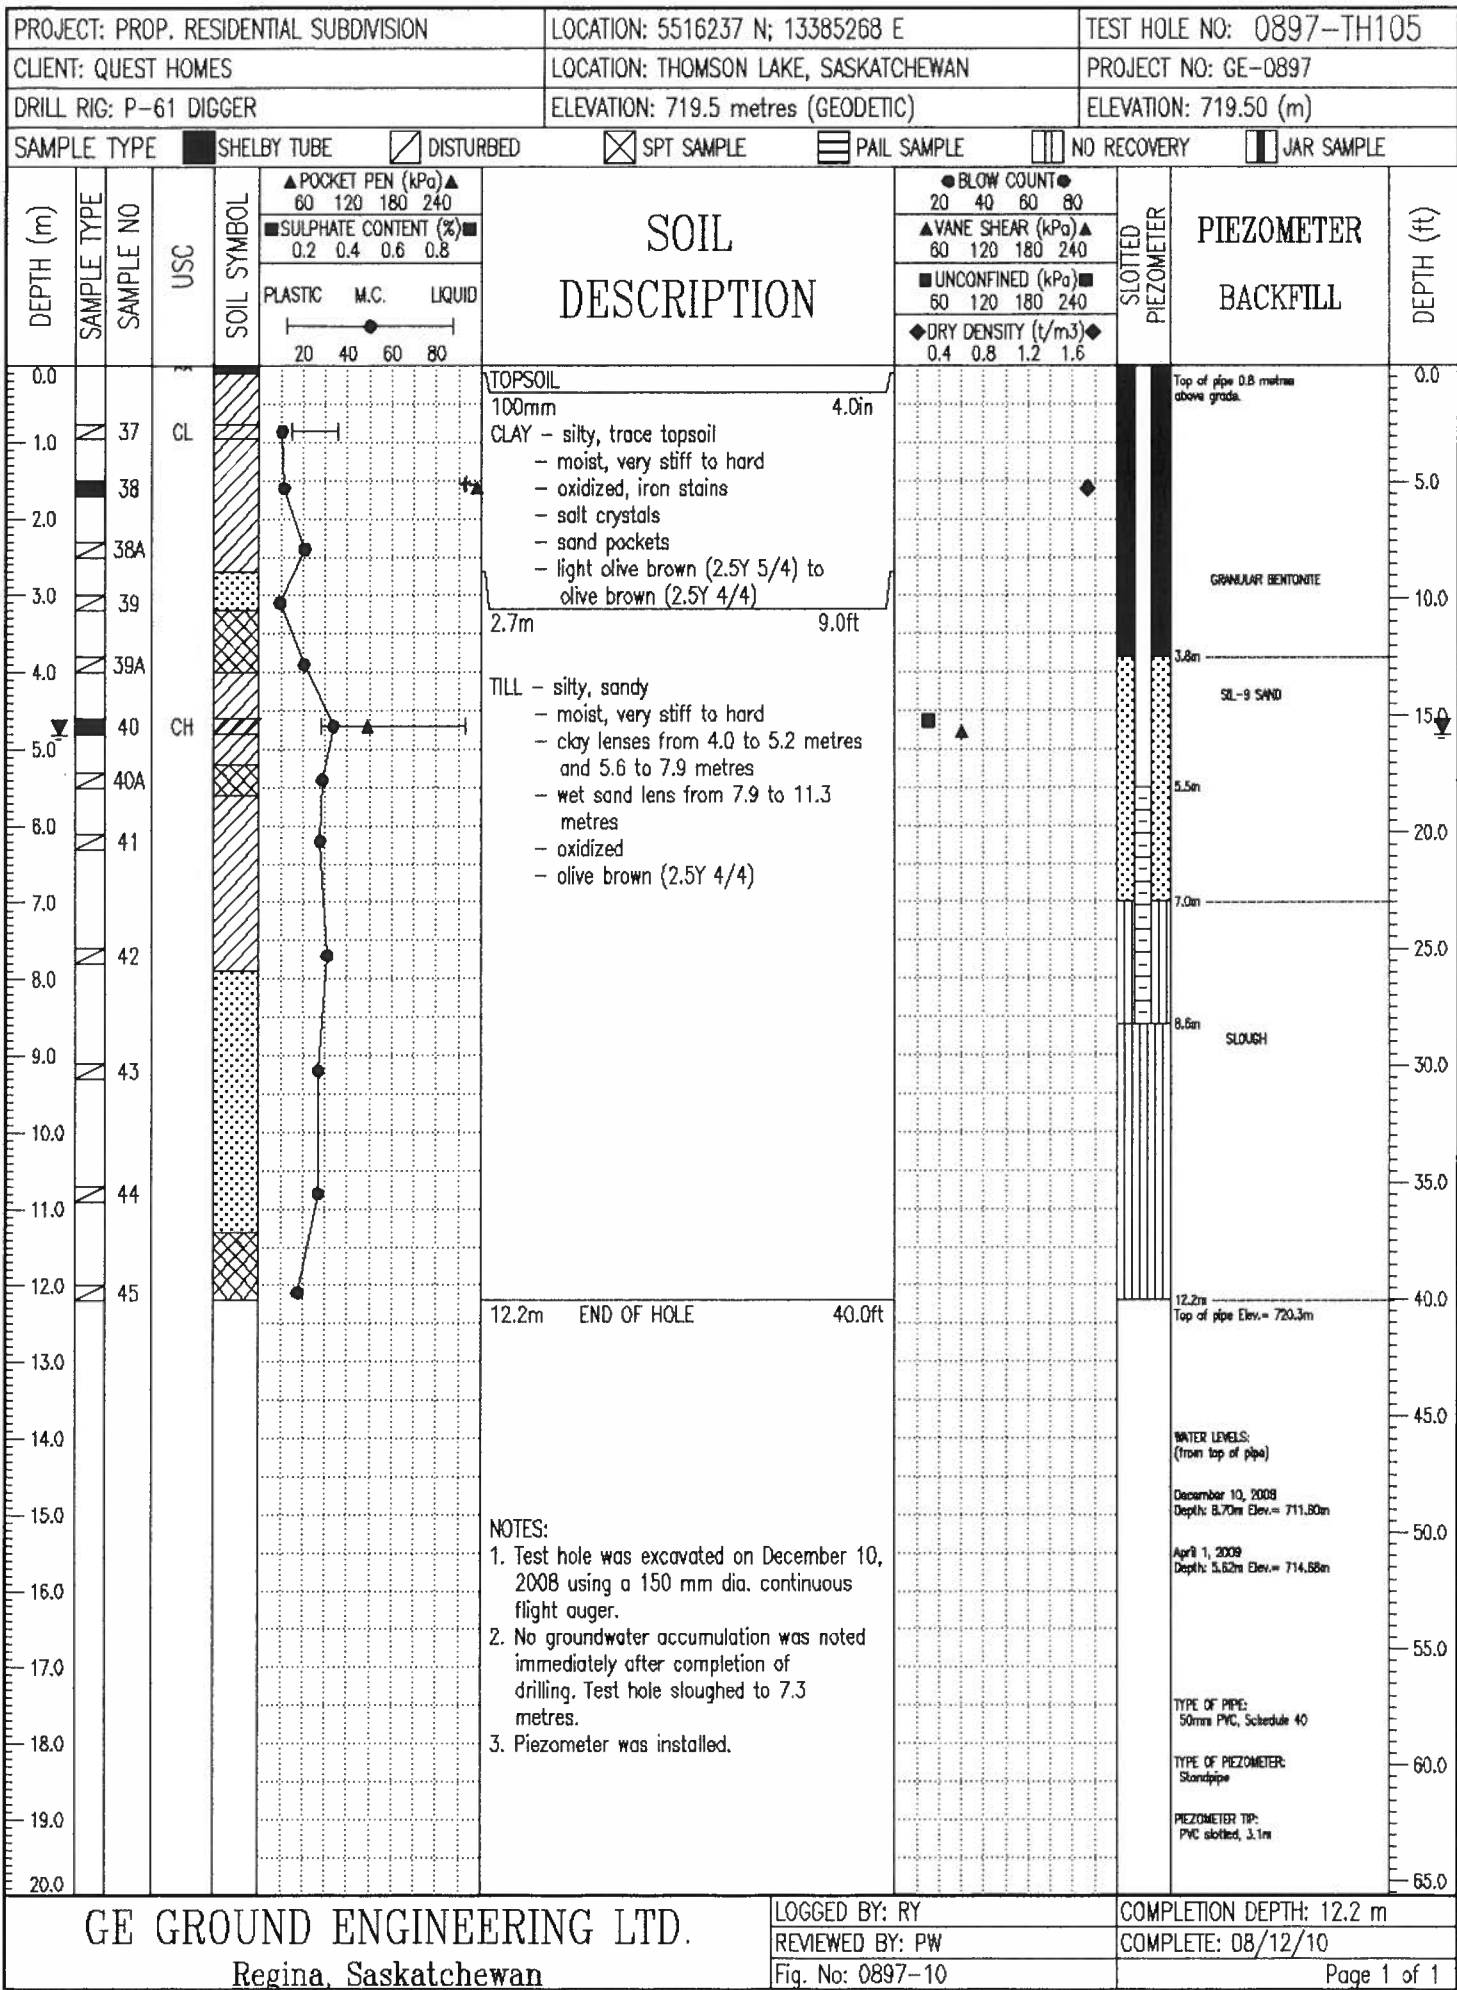 PROJECT: PROP. RESIDENTIAL SUBDIVISION
LOCATION: 5516237 N; 13385268 E
TEST HOLE NO: 0897-TH105
CLIENT: QUEST HOMES
LOCATION: THOMSON LAKE, SASKATCHEWAN
PROJECT NO: GE-0897
DRILL RIG: P-61 DIGGER
ELEVATION: 719.5 metres (GEODETIC)
ELEVATION: 719.50 (m)
SAMPLE TYPE SHELBY TUBE DISTURBED SPT SAMPLE PAIL SAMPLE NO RECOVERY JAR SAMPLE
DEPTH (m)
SAMPLE TYPE
SAMPLE NO
USC
SOIL SYMBOL
▲POCKET PEN (kPa)▲
60 120 180 240
■SULPHATE CONTENT (%)■
0.2 0.4 0.6 0.8
PLASTIC M.C. LIQUID
20 40 60 80
SOIL
DESCRIPTION
●BLOW COUNT●
20 40 60 80
▲VANE SHEAR (kPa)▲
60 120 180 240
■UNCONFINED (kPa)■
60 120 180 240
◆DRY DENSITY (t/m3)◆
0.4 0.8 1.2 1.6
SLOTTED
PIEZOMETER
PIEZOMETER
BACKFILL
DEPTH (ft)
0.0
1.0
2.0
3.0
4.0
5.0
6.0
7.0
8.0
9.0
10.0
11.0
12.0
13.0
14.0
15.0
16.0
17.0
18.0
19.0
20.0
37
38
38A
39
39A
40
40A
41
42
43
44
45
CL
CH
TOPSOIL
100mm 4.0in
CLAY – silty, trace topsoil
– moist, very stiff to hard
– oxidized, iron stains
– salt crystals
– sand pockets
– light olive brown (2.5Y 5/4) to
olive brown (2.5Y 4/4)
2.7m 9.0ft
TILL – silty, sandy
– moist, very stiff to hard
– clay lenses from 4.0 to 5.2 metres
and 5.6 to 7.9 metres
– wet sand lens from 7.9 to 11.3
metres
– oxidized
– olive brown (2.5Y 4/4)
12.2m END OF HOLE 40.0ft
NOTES:
1. Test hole was excavated on December 10,
2008 using a 150 mm dia. continuous
flight auger.
2. No groundwater accumulation was noted
immediately after completion of
drilling. Test hole sloughed to 7.3
metres.
3. Piezometer was installed.
Top of pipe 0.8 metres
above grade.
GRANULAR BENTONITE
3.8m
SIL-9 SAND
5.5m
7.0m
8.6m
SLOUGH
12.2m
Top of pipe Elev.= 720.3m
WATER LEVELS:
(from top of pipe)
December 10, 2008
Depth: 8.70m Elev.= 711.60m
April 1, 2009
Depth: 5.62m Elev.= 714.68m
TYPE OF PIPE:
50mm PVC, Schedule 40
TYPE OF PIEZOMETER:
Standpipe
PIEZOMETER TIP:
PVC slotted, 3.1m
0.0
5.0
10.0
15.0
20.0
25.0
30.0
35.0
40.0
45.0
50.0
55.0
60.0
65.0
GE GROUND ENGINEERING LTD.
Regina, Saskatchewan
LOGGED BY: RY
REVIEWED BY: PW
Fig. No: 0897-10
COMPLETION DEPTH: 12.2 m
COMPLETE: 08/12/10
Page 1 of 1